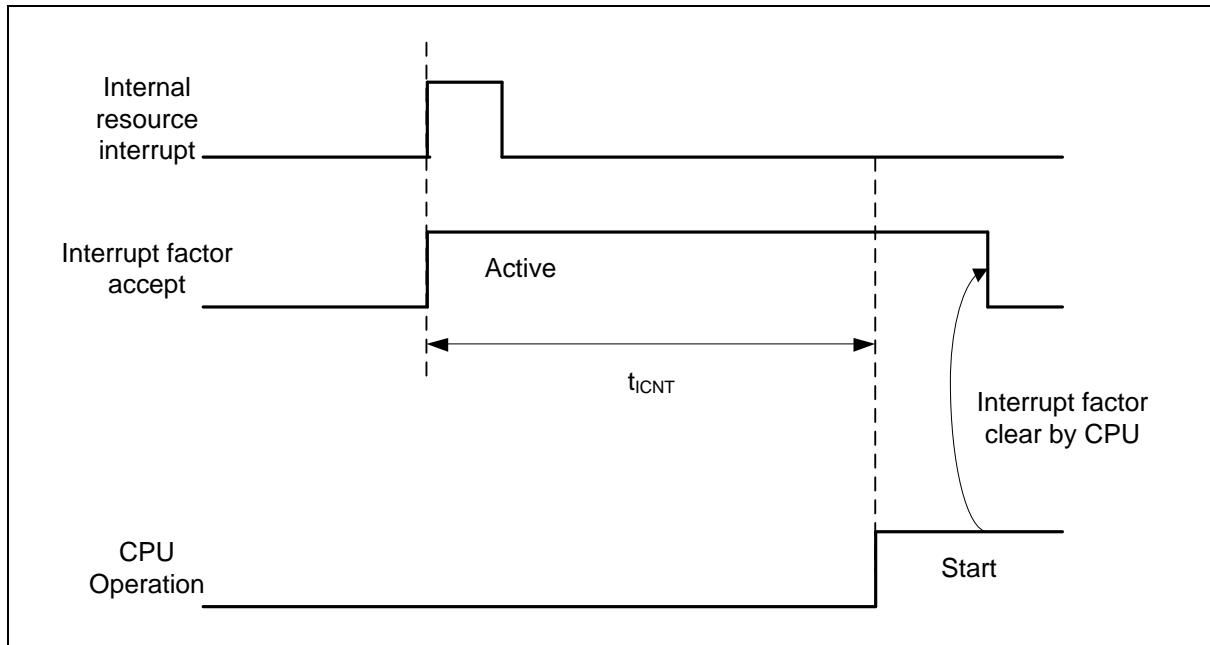 Internal
resource
interrupt
Interrupt factor
accept
Active
tICNT
Interrupt factor
clear by CPU
CPU
Operation
Start